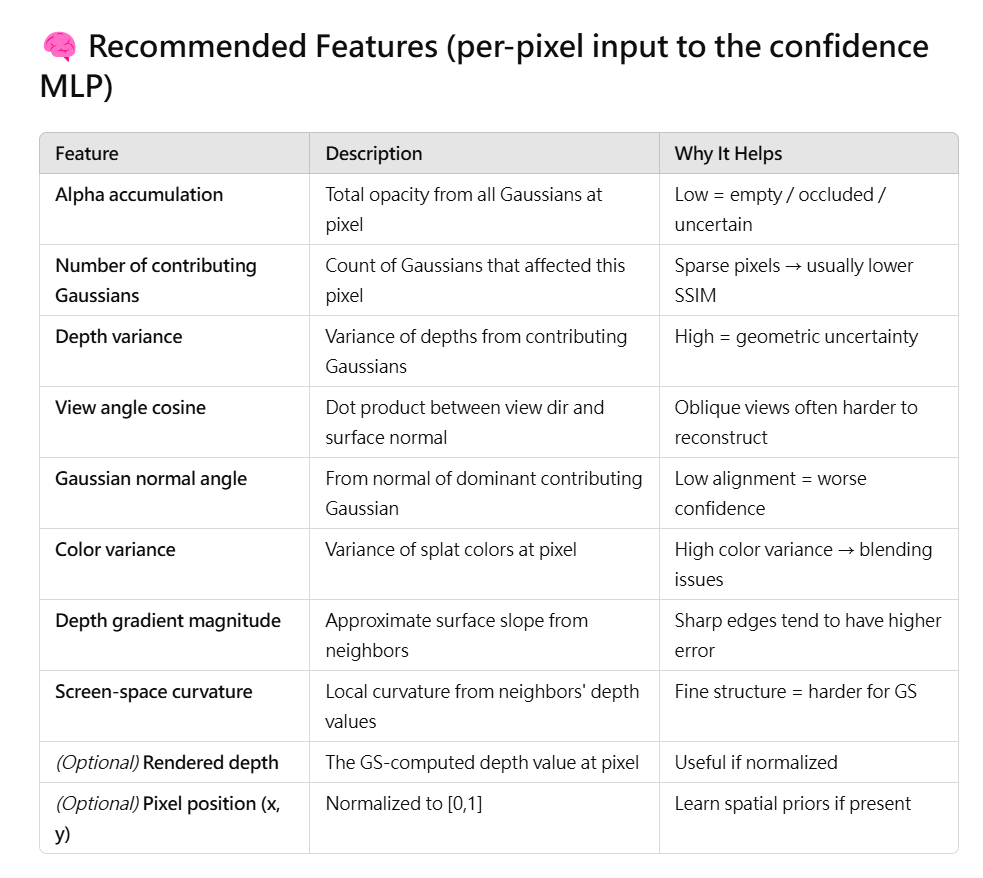 🧠 Recommended Features (per-pixel input to the confidence
MLP)
Feature
Description
Why It Helps
Alpha accumulation
Total opacity from all Gaussians at
pixel
Low = empty / occluded /
uncertain
Number of contributing
Gaussians
Count of Gaussians that affected this
pixel
Sparse pixels → usually lower
SSIM
Depth variance
Variance of depths from contributing
Gaussians
High = geometric uncertainty
View angle cosine
Dot product between view dir and
surface normal
Oblique views often harder to
reconstruct
Gaussian normal angle
From normal of dominant contributing
Gaussian
Low alignment = worse
confidence
Color variance
Variance of splat colors at pixel
High color variance → blending
issues
Depth gradient magnitude
Approximate surface slope from
neighbors
Sharp edges tend to have higher
error
Screen-space curvature
Local curvature from neighbors' depth
values
Fine structure = harder for GS
(Optional) Rendered depth
The GS-computed depth value at pixel
Useful if normalized
(Optional) Pixel position (x,
y)
Normalized to [0,1]
Learn spatial priors if present